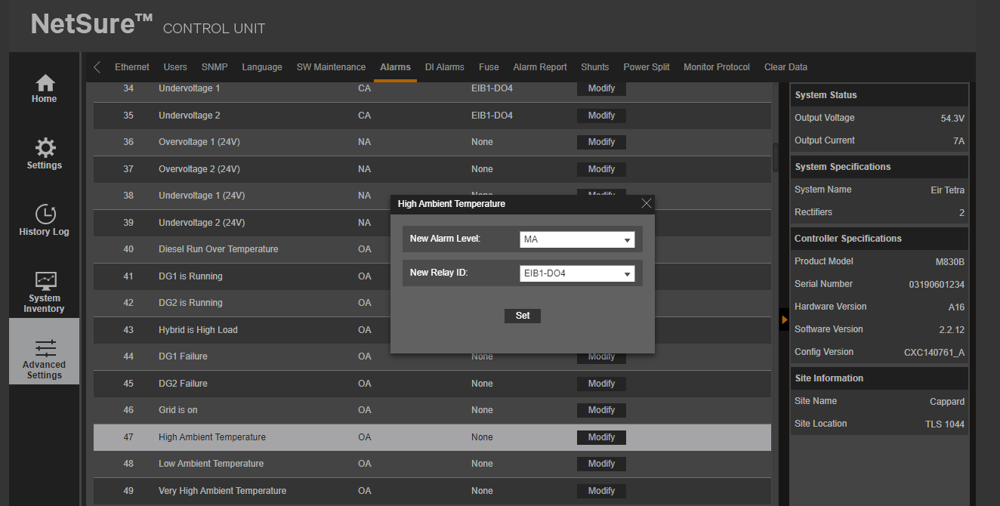 NetSure™ CONTROL UNIT
Ethernet Users SNMP Language SW Maintenance Alarms DI Alarms Fuse Alarm Report Shunts Power Split Monitor Protocol Clear Data
Home
Settings
History Log
System
Inventory
Advanced
Settings
34 Undervoltage 1 CA EIB1-DO4 Modify
35 Undervoltage 2 CA EIB1-DO4 Modify
36 Overvoltage 1 (24V) NA None Modify
37 Overvoltage 2 (24V) NA None Modify
38 Undervoltage 1 (24V) NA None Modify
39 Undervoltage 2 (24V) NA
40 Diesel Run Over Temperature OA
41 DG1 is Running OA
42 DG2 is Running OA
43 Hybrid is High Load OA
44 DG1 Failure OA None Modify
45 DG2 Failure OA None Modify
46 Grid is on OA None Modify
47 High Ambient Temperature OA None Modify
48 Low Ambient Temperature OA None Modify
49 Very High Ambient Temperature OA None Modify
High Ambient Temperature
New Alarm Level: MA
New Relay ID: EIB1-DO4
Set
System Status
Output Voltage 54.3V
Output Current 7A
System Specifications
System Name Eir Tetra
Rectifiers 2
Controller Specifications
Product Model M830B
Serial Number 03190601234
Hardware Version A16
Software Version 2.2.12
Config Version CXC140761_A
Site Information
Site Name Cappard
Site Location TLS 1044